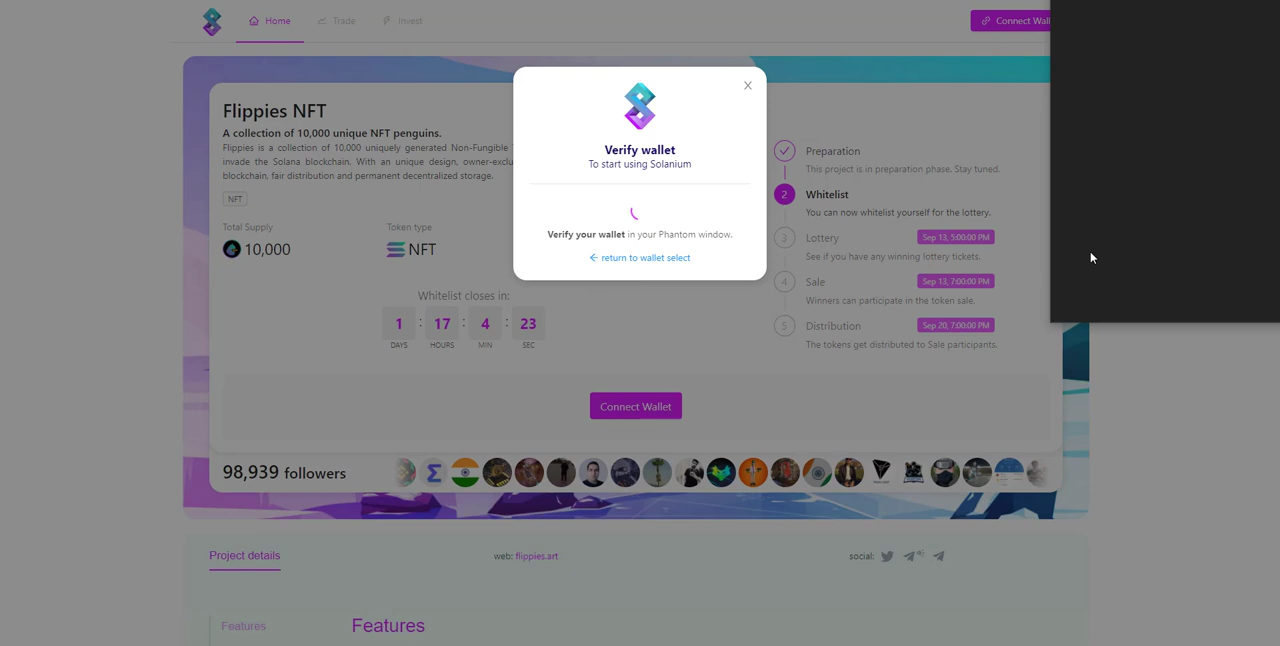 Home
Trade
Invest
Connect Wall
Flippies NFT
A collection of 10,000 unique NFT penguins.
Flippies is a collection of 10,000 uniquely generated Non-Fungible
invade the Solana blockchain. With an unique design, owner-exclu
blockchain, fair distribution and permanent decentralized storage.
NFT
Total Supply
Token type
10,000
NFT
Whitelist closes in:
1 : 17 : 4 : 23
DAYS HOURS MIN SEC
Connect Wallet
Verify wallet
To start using Solanium
Verify your wallet in your Phantom window.
← return to wallet select
Preparation
This project is in preparation phase. Stay tuned.
2 Whitelist
You can now whitelist yourself for the lottery.
3 Lottery Sep 13, 5:00:00 PM
See if you have any winning lottery tickets.
4 Sale Sep 13, 7:00:00 PM
Winners can participate in the token sale.
5 Distribution Sep 20, 7:00:00 PM
The tokens get distributed to Sale participants.
98,939 followers
Project details
web: flippies.art
social:
Features
Features